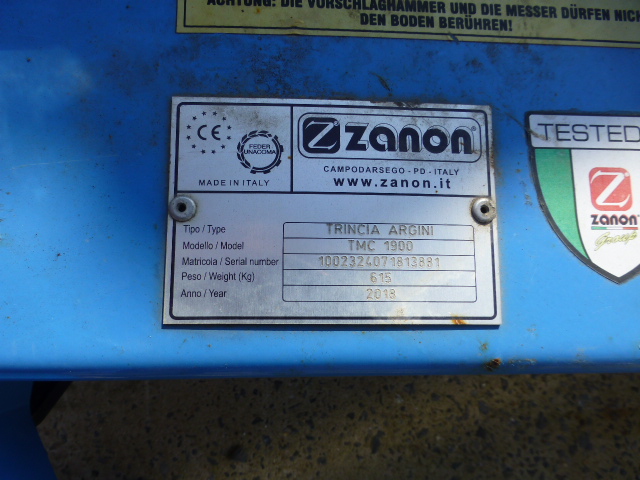 ACHTUNG: DIE VORSCHLAGHAMMER UND DIE MESSER DÜRFEN NICHT
DEN BODEN BERÜHREN!
CE
FEDER
UNACOMA
MADE IN ITALY
Z ZANON
CAMPODARSEGO - PD - ITALY
www.zanon.it
Tipo / Type TRINCIA ARGINI
Modello / Model TMC 1900
Matricola / Serial number 1002324071813881
Peso / Weight (Kg) 615
Anno / Year 2018
TESTED
Z
ZANON
Group